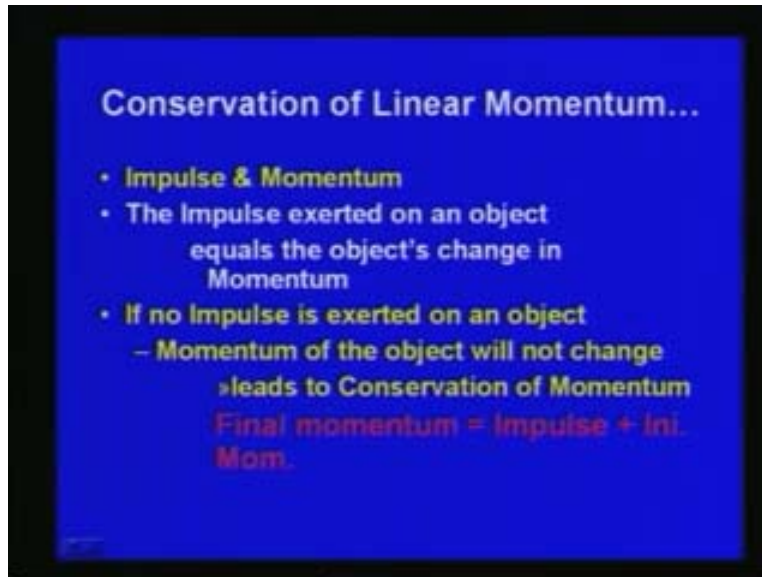 Conservation of Linear Momentum...
• Impulse & Momentum
• The Impulse exerted on an object
equals the object's change in
Momentum
• If no Impulse is exerted on an object
– Momentum of the object will not change
»leads to Conservation of Momentum
Final momentum = Impulse + Ini.
Mom.